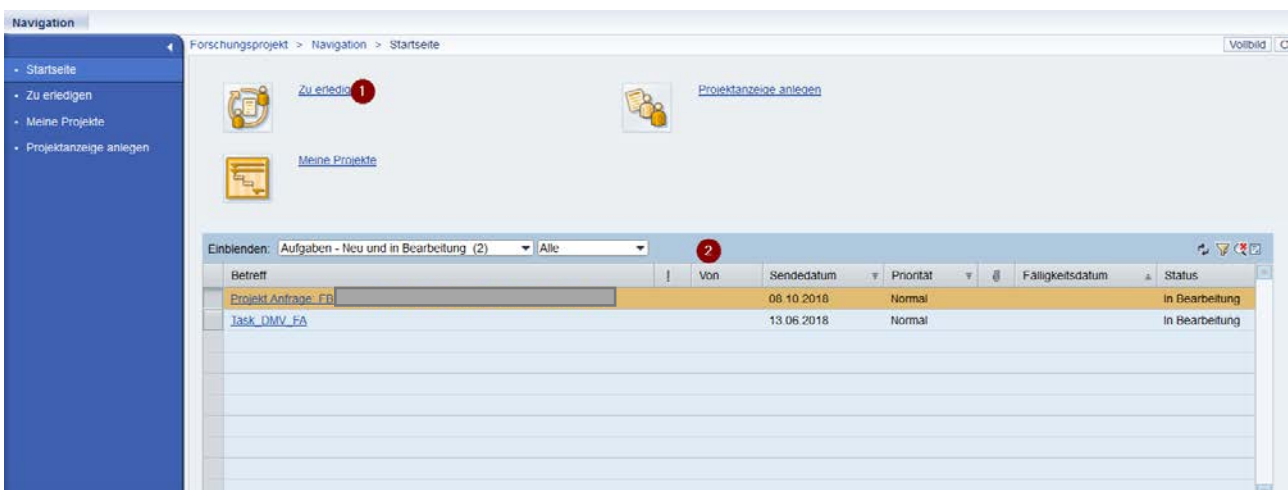 Navigation
Forschungsprojekt > Navigation > Startseite
Vollbild
Startseite
Zu erledigen
Meine Projekte
Projektanzeige anlegen
1
Projektanzeige anlegen
Meine Projekte
Einblenden: Aufgaben - Neu und in Bearbeitung (2) Alle
2
Betreff ! Von Sendedatum Priorität Fälligkeitsdatum Status
Projekt Anfrage: FB 08.10.2018 Normal In Bearbeitung
Task_DMV_FA 13.06.2018 Normal In Bearbeitung